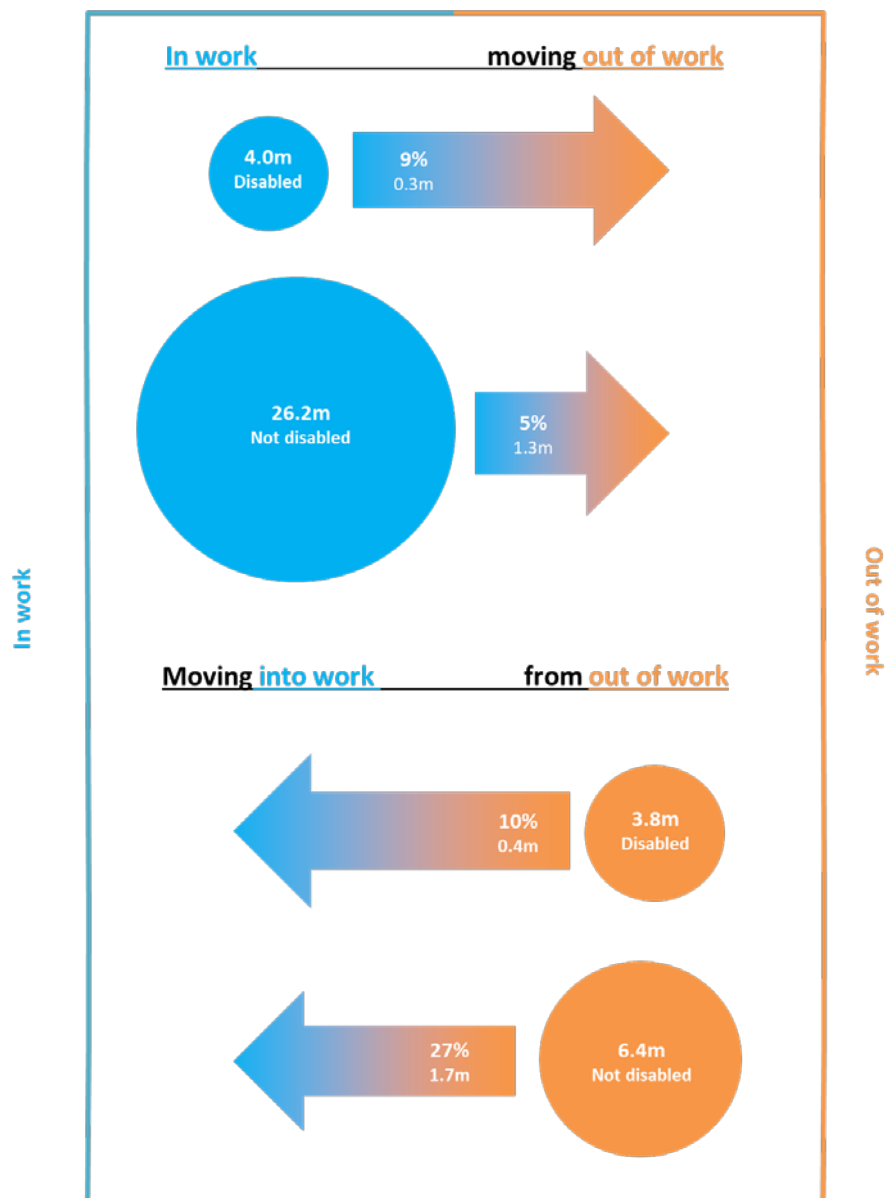 In work moving out of work
4.0m
Disabled
9%
0.3m
26.2m
Not disabled
5%
1.3m
In work
Out of work
Moving into work from out of work
10%
0.4m
3.8m
Disabled
27%
1.7m
6.4m
Not disabled